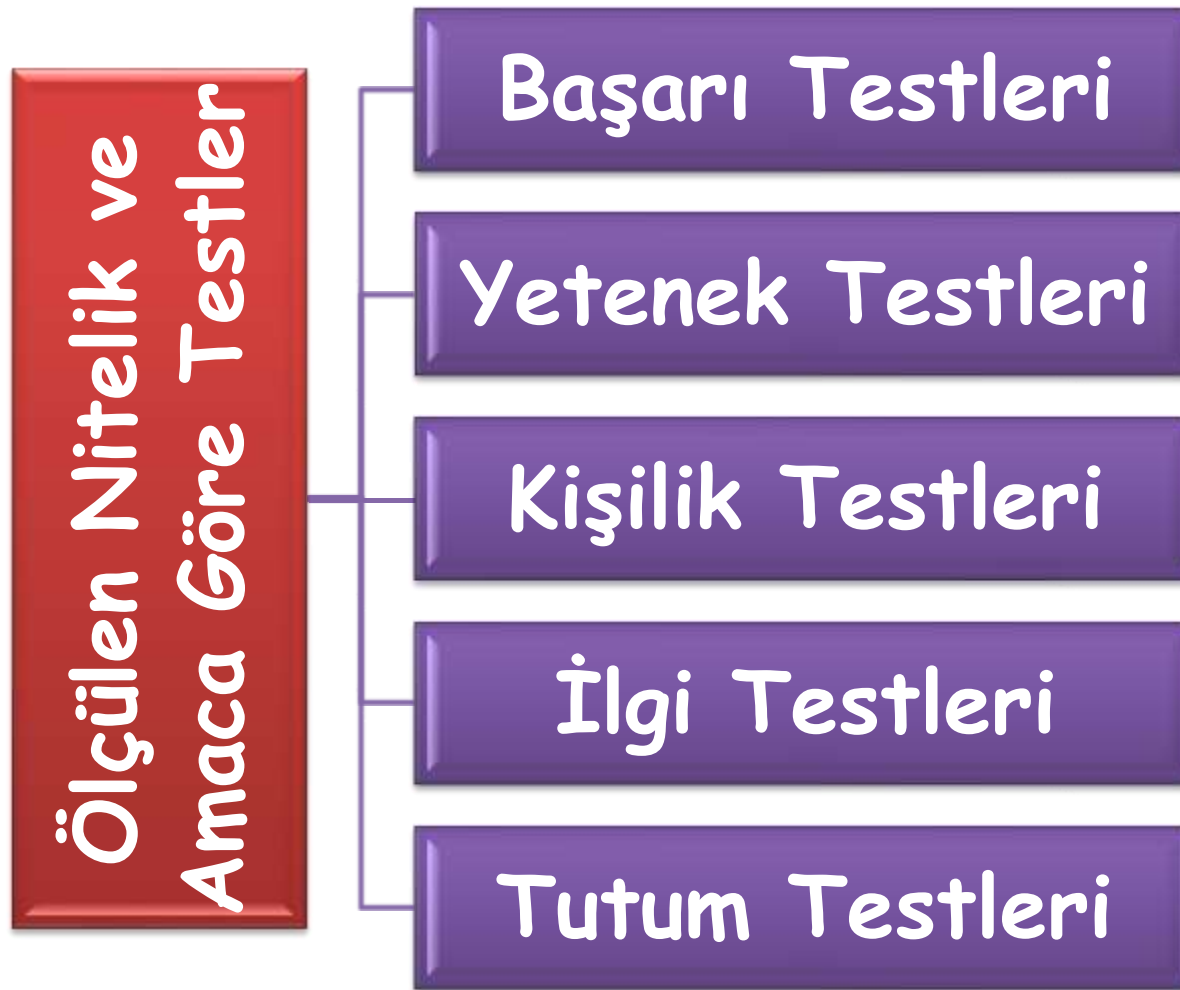 Ölçülen Nitelik ve
Amaca Göre Testler
Başarı Testleri
Yetenek Testleri
Kişilik Testleri
İlgi Testleri
Tutum Testleri